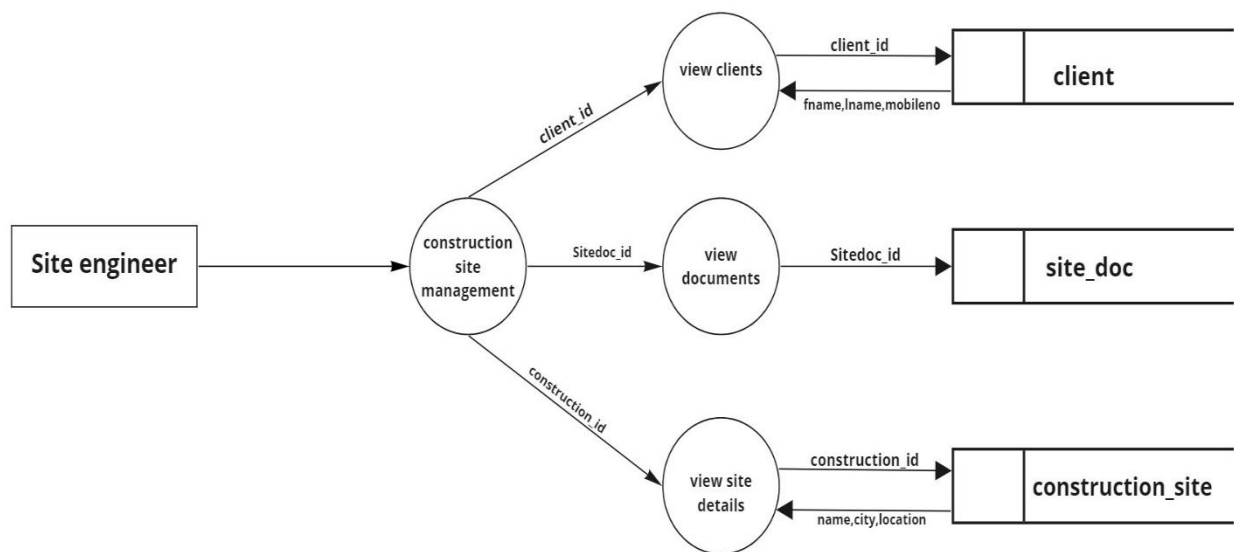 client_id
view clients
client
fname,lname,mobileno
client_id
Site engineer
construction
site
management
Sitedoc_id
view
documents
Sitedoc_id
site_doc
construction_id
view site
details
construction_id
construction_site
name,city,location